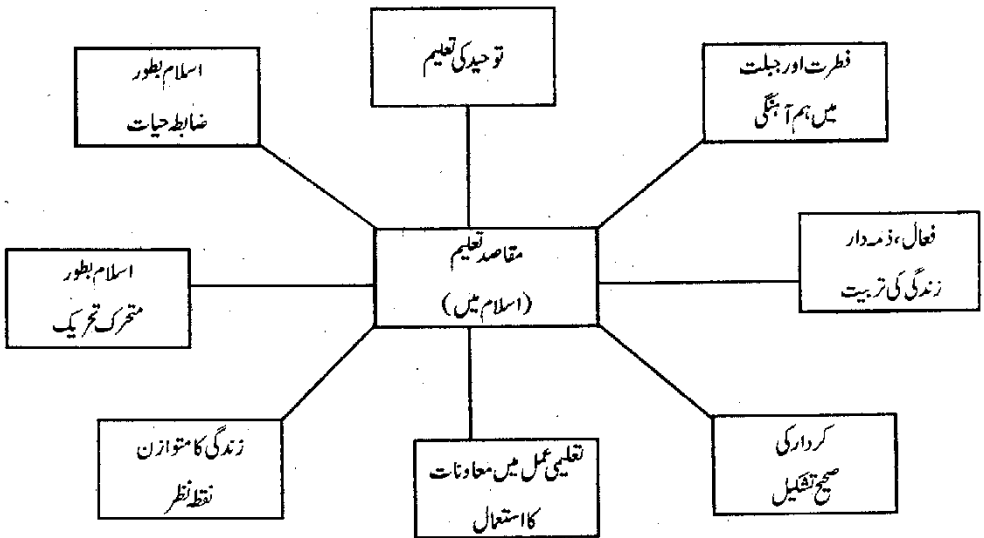 توحید کی تعلیم
فطرت اور جبلت
میں ہم آہنگی
اسلام بطور
ضابطہ حیات
مقاصد تعلیم
(اسلام میں)
فعال، ذمہ دار
زندگی کی تربیت
اسلام بطور
متحرک تحریک
کردار کی
صحیح تشکیل
تعلیمی عمل میں معاونات
کا استعمال
زندگی کا متوازن
نقطہ نظر